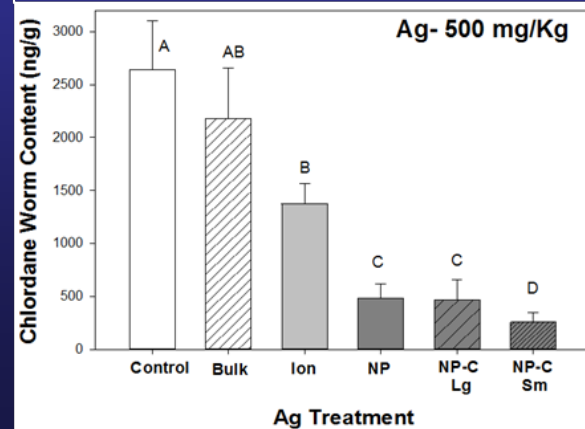 Ag- 500 mg/Kg
Chlordane Worm Content (ng/g)
3000
2500
2000
1500
1000
500
0
A
AB
B
C
C
D
Control
Bulk
Ion
NP
NP-C
Lg
NP-C
Sm
Ag Treatment